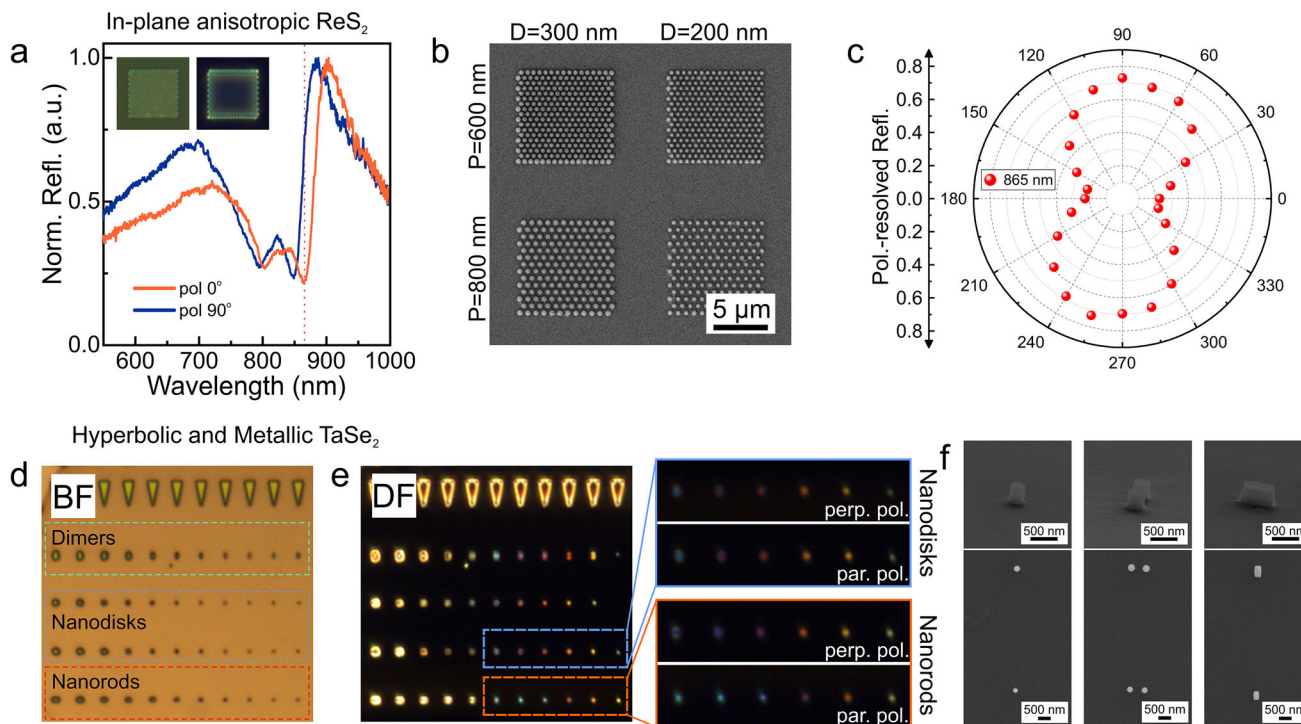 In-plane anisotropic ReS₂
a
Norm. Refl. (a.u.)
1.0
0.5
0
pol 0°
pol 90°
600 700 800 900 1000
Wavelength (nm)
b
D=300 nm D=200 nm
P=600 nm
P=800 nm
5 µm
c
Pol.-resolved Refl.
0.8
0.6
0.4
0.2
0.0
0.2
0.4
0.6
0.8
865 nm
90
120 60
150 30
180 0
210 330
240 300
270
Hyperbolic and Metallic TaSe₂
d
BF
Dimers
Nanodisks
Nanorods
e
DF
perp. pol.
par. pol.
Nanodisks
perp. pol.
par. pol.
Nanorods
f
500 nm 500 nm 500 nm
500 nm 500 nm 500 nm